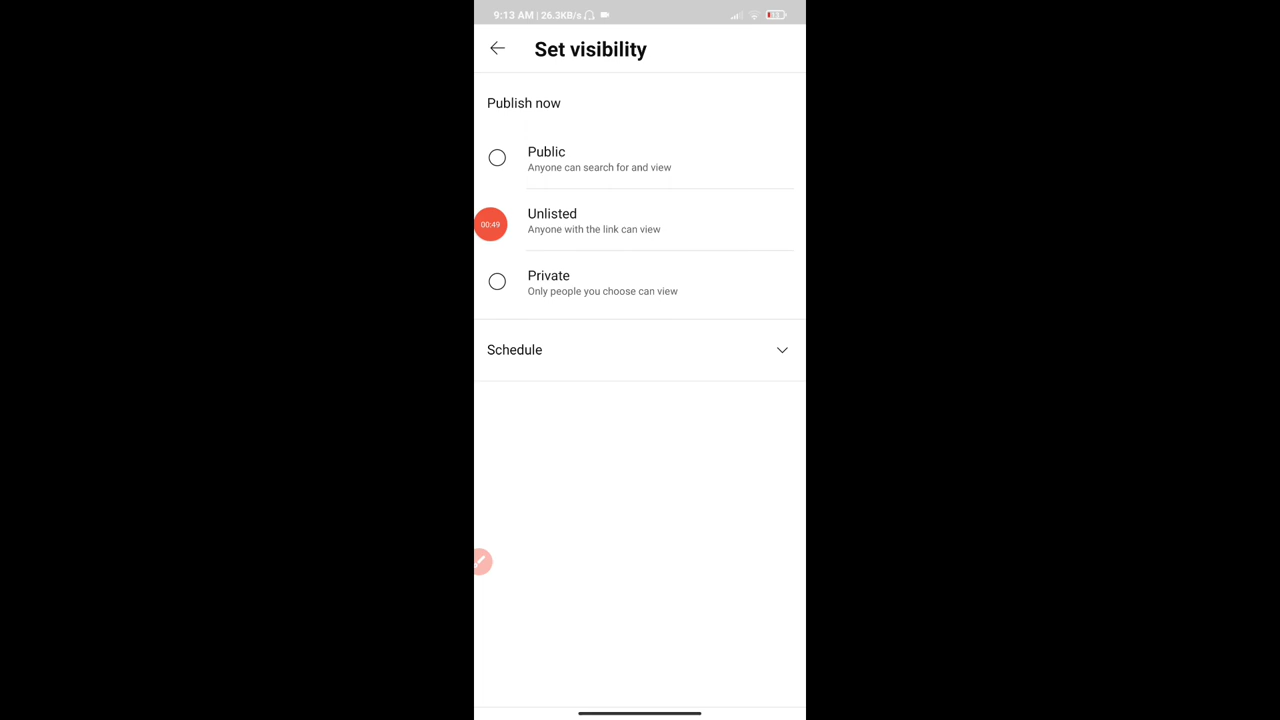 9:13 AM | 26.3KB/s
Set visibility
Publish now
Public
Anyone can search for and view
00:49
Unlisted
Anyone with the link can view
Private
Only people you choose can view
Schedule